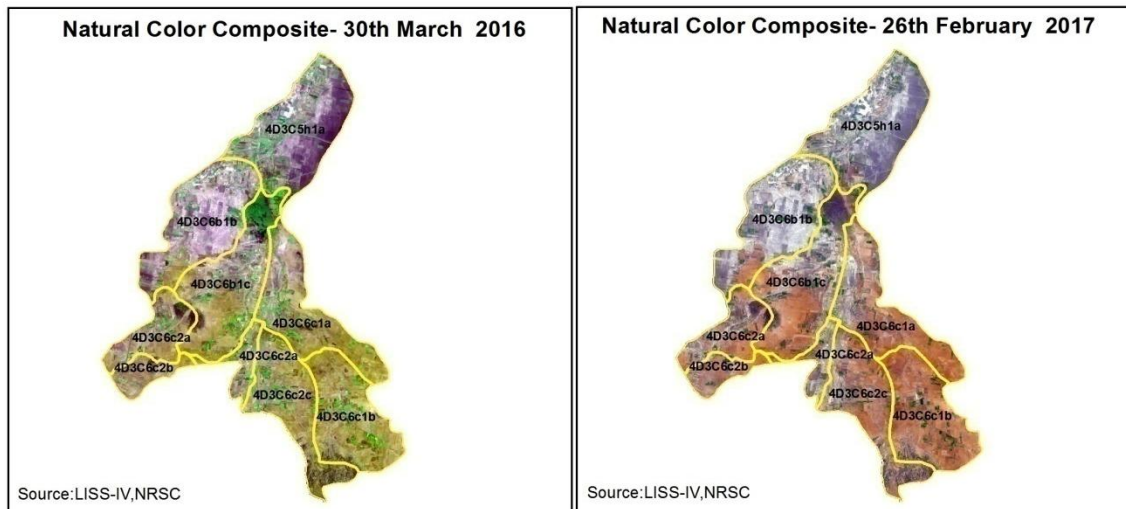 Natural Color Composite- 30th March 2016
4D3C5h1a
4D3C6b1b
4D3C6b1c
4D3C6c2a
4D3C6c1a
4D3C6c2a
4D3C6c2b
4D3C6c2c
4D3C6c1b
Source:LISS-IV,NRSC
Natural Color Composite- 26th February 2017
4D3C5h1a
4D3C6b1b
4D3C6b1c
4D3C6c1a
4D3C6c2a
4D3C6c2a
4D3C6c2b
4D3C6c2c
4D3C6c1b
Source:LISS-IV,NRSC